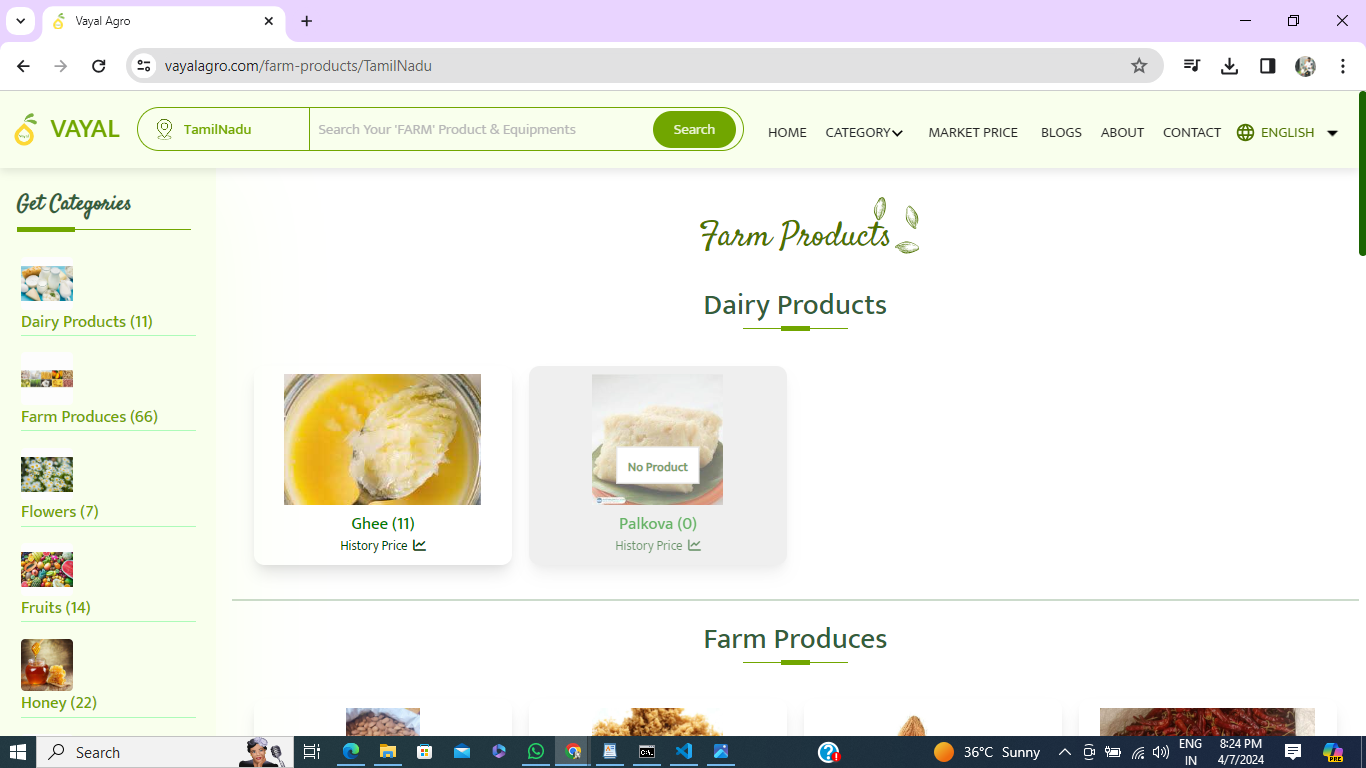 Vayal Agro
vayalagro.com/farm-products/TamilNadu
VAYAL
TamilNadu
Search Your 'FARM' Product & Equipments
Search
HOME
CATEGORY
MARKET PRICE
BLOGS
ABOUT
CONTACT
ENGLISH
Get Categories
Dairy Products (11)
Farm Produces (66)
Flowers (7)
Fruits (14)
Honey (22)
Farm Products
Dairy Products
Ghee (11)
History Price
No Product
Palkova (0)
History Price
Farm Produces
Search
36°C Sunny
ENG
IN
8:24 PM
4/7/2024
PRE